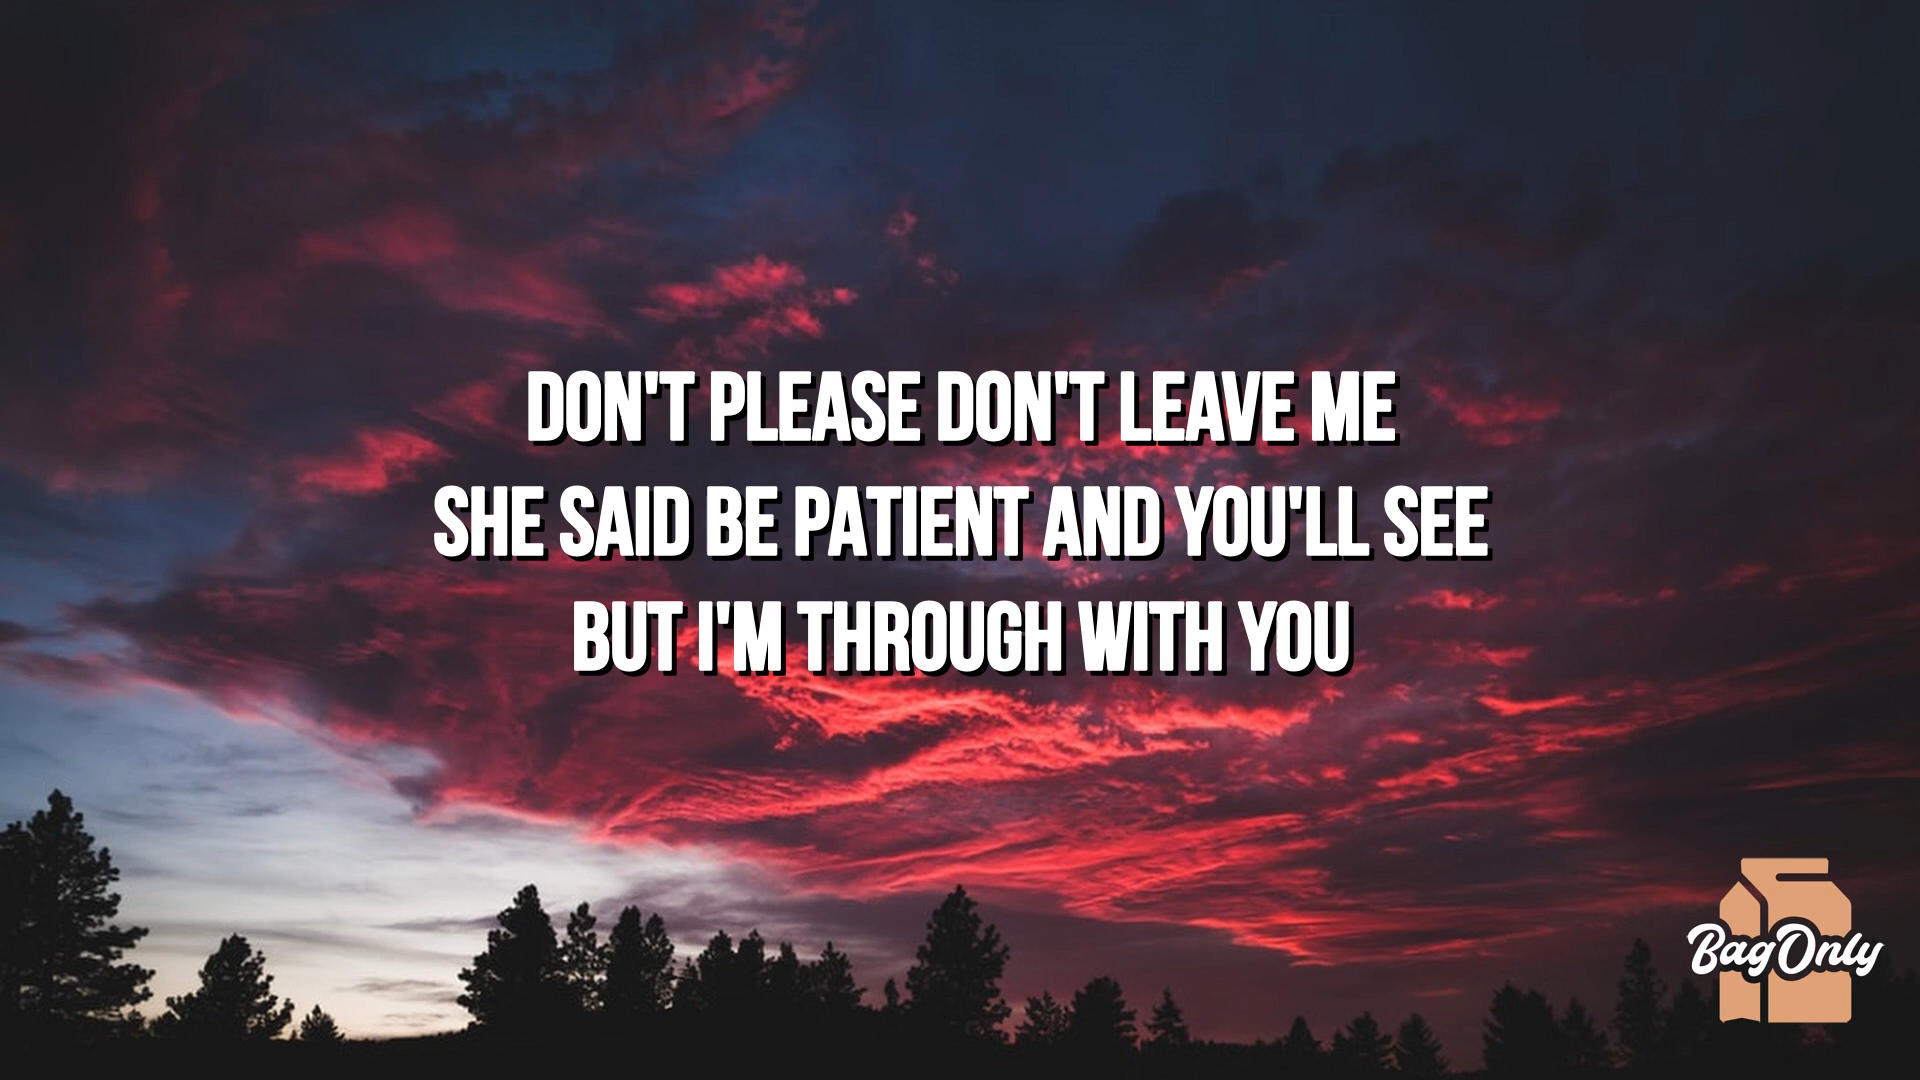 DON'T PLEASE DON'T LEAVE ME
SHE SAID BE PATIENT AND YOU'LL SEE
BUT I'M THROUGH WITH YOU
BagOnly